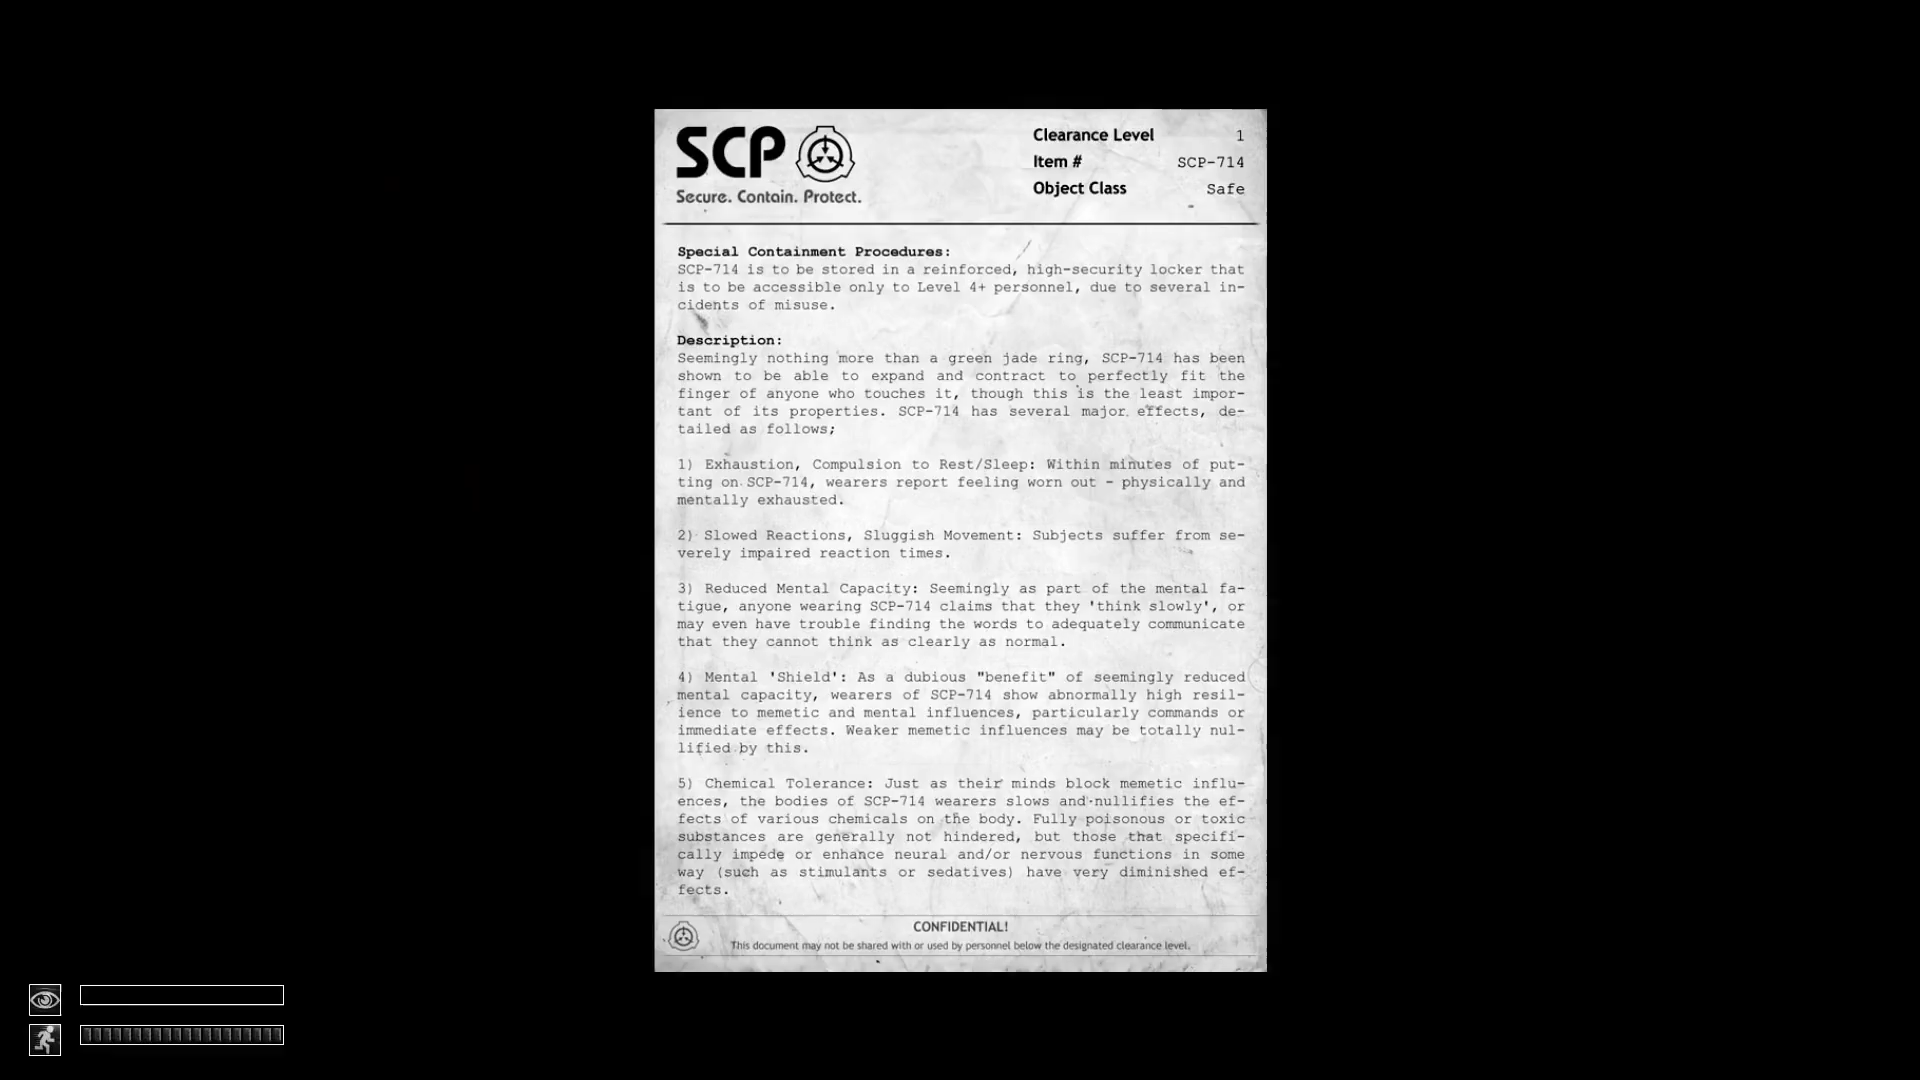 SCP
Secure. Contain. Protect.
Clearance Level 1
Item # SCP-714
Object Class Safe
Special Containment Procedures:
SCP-714 is to be stored in a reinforced, high-security locker that
is to be accessible only to Level 4+ personnel, due to several in-
cidents of misuse.
Description:
Seemingly nothing more than a green jade ring, SCP-714 has been
shown to be able to expand and contract to perfectly fit the
finger of anyone who touches it, though this is the least impor-
tant of its properties. SCP-714 has several major effects, de-
tailed as follows;
1) Exhaustion, Compulsion to Rest/Sleep: Within minutes of put-
ting on SCP-714, wearers report feeling worn out - physically and
mentally exhausted.
2) Slowed Reactions, Sluggish Movement: Subjects suffer from se-
verely impaired reaction times.
3) Reduced Mental Capacity: Seemingly as part of the mental fa-
tigue, anyone wearing SCP-714 claims that they 'think slowly', or
may even have trouble finding the words to adequately communicate
that they cannot think as clearly as normal.
4) Mental 'Shield': As a dubious "benefit" of seemingly reduced
mental capacity, wearers of SCP-714 show abnormally high resil-
ience to memetic and mental influences, particularly commands or
immediate effects. Weaker memetic influences may be totally nul-
lified by this.
5) Chemical Tolerance: Just as their minds block memetic influ-
ences, the bodies of SCP-714 wearers slows and nullifies the ef-
fects of various chemicals on the body. Fully poisonous or toxic
substances are generally not hindered, but those that specifi-
cally impede or enhance neural and/or nervous functions in some
way (such as stimulants or sedatives) have very diminished ef-
fects.
CONFIDENTIAL!
This document may not be shared with or used by personnel below the designated clearance level.